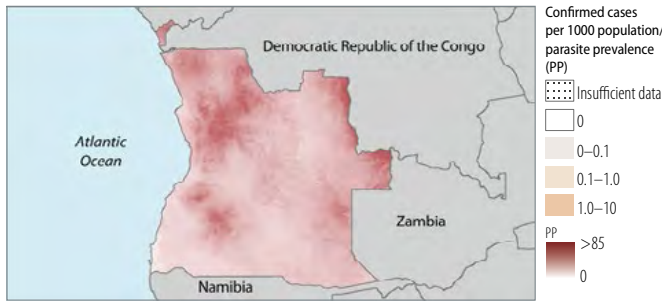 Democratic Republic of the Congo
Atlantic
Ocean
Zambia
Namibia
Confirmed cases
per 1000 population/
parasite prevalence
(PP)
Insufficient data
0
0–0.1
0.1–1.0
1.0–10
PP
>85
0